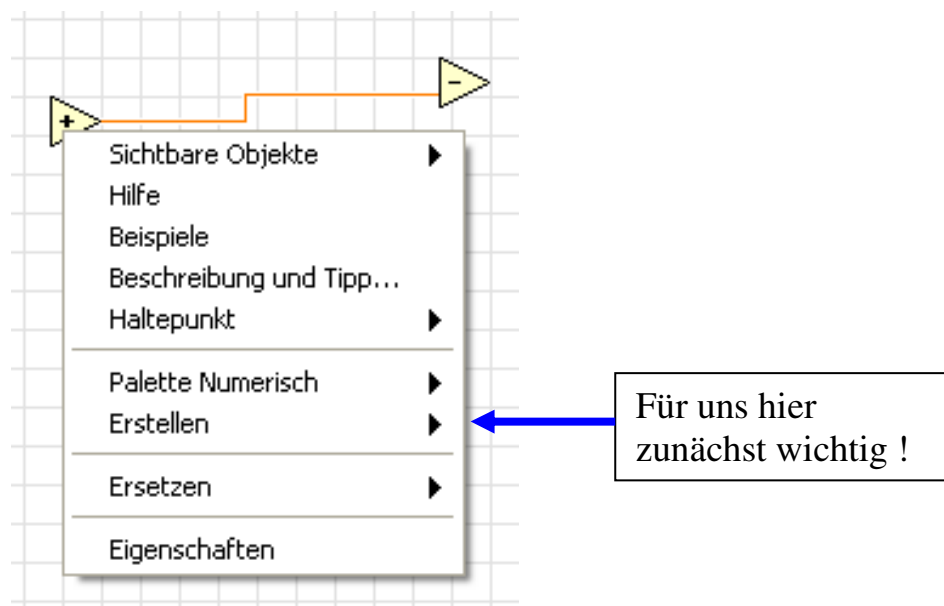 -
+
Sichtbare Objekte
Hilfe
Beispiele
Beschreibung und Tipp...
Haltepunkt
Palette Numerisch
Erstellen
Für uns hier
zunächst wichtig !
Ersetzen
Eigenschaften